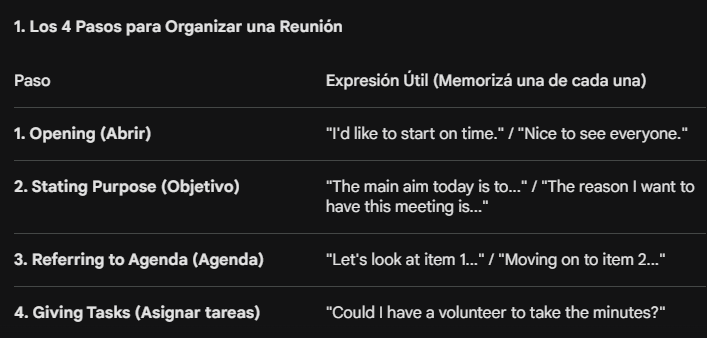 1. Los 4 Pasos para Organizar una Reunión
Paso
Expresión Útil (Memorizá una de cada una)
1. Opening (Abrir)
"I'd like to start on time." / "Nice to see everyone."
2. Stating Purpose (Objetivo)
"The main aim today is to..." / "The reason I want to
have this meeting is..."
3. Referring to Agenda (Agenda)
"Let's look at item 1..." / "Moving on to item 2..."
4. Giving Tasks (Asignar tareas)
"Could I have a volunteer to take the minutes?"